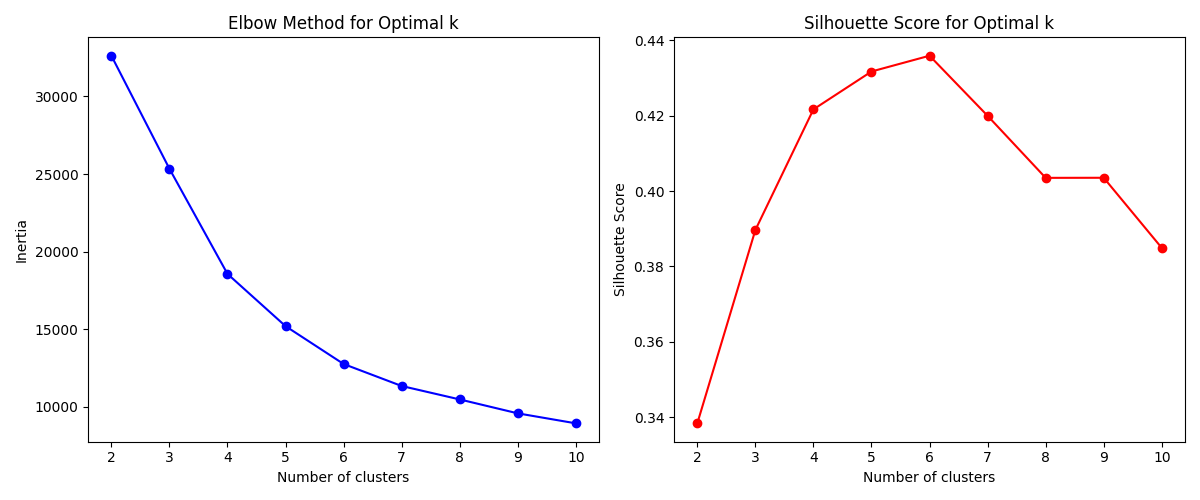 Elbow Method for Optimal k
30000
25000
20000
15000
10000
Inertia
2 3 4 5 6 7 8 9 10
Number of clusters
Silhouette Score for Optimal k
0.44
0.42
0.40
0.38
0.36
0.34
Silhouette Score
2 3 4 5 6 7 8 9 10
Number of clusters